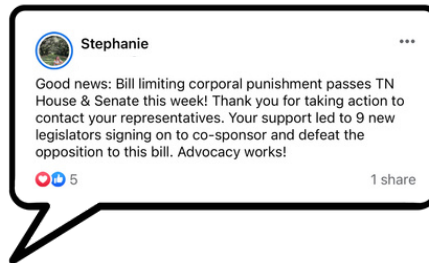 Stephanie
Good news: Bill limiting corporal punishment passes TN
House & Senate this week! Thank you for taking action to
contact your representatives. Your support led to 9 new
legislators signing on to co-sponsor and defeat the
opposition to this bill. Advocacy works!
5
1 share